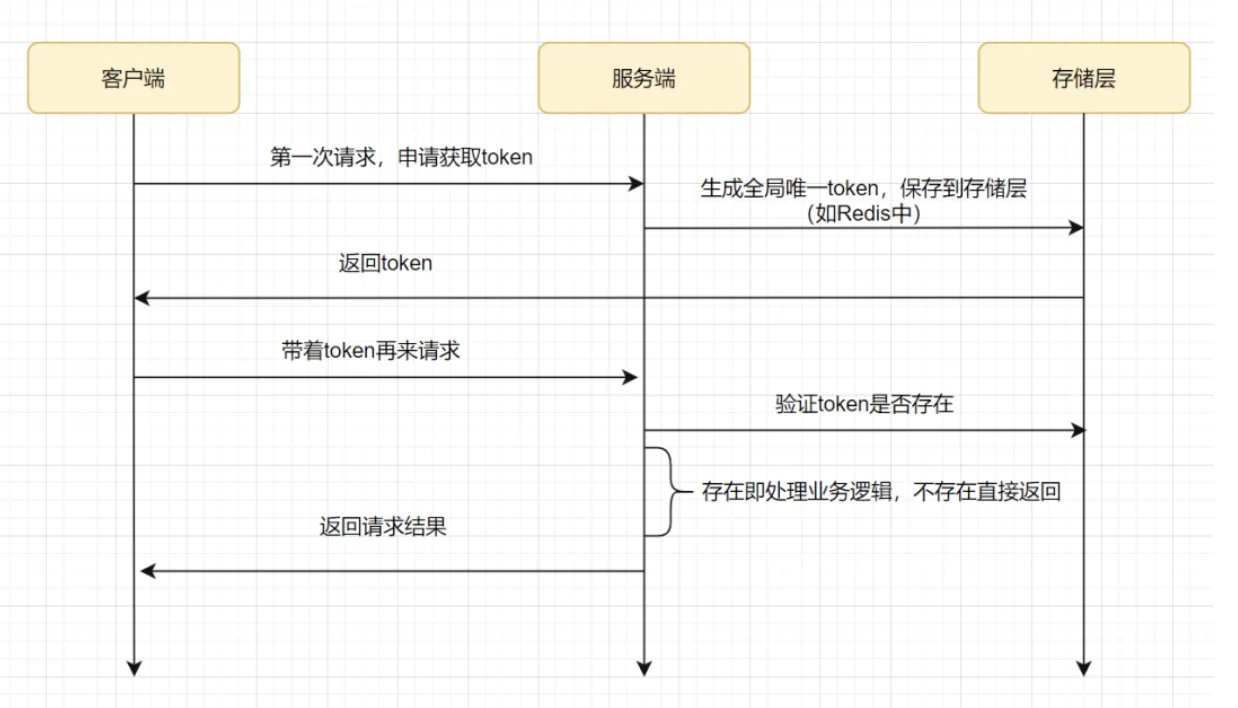 客户端
服务端
存储层
第一次请求，申请获取token
生成全局唯一token，保存到存储层
（如Redis中）
返回token
带着token再来请求
验证token是否存在
存在即处理业务逻辑，不存在直接返回
返回请求结果